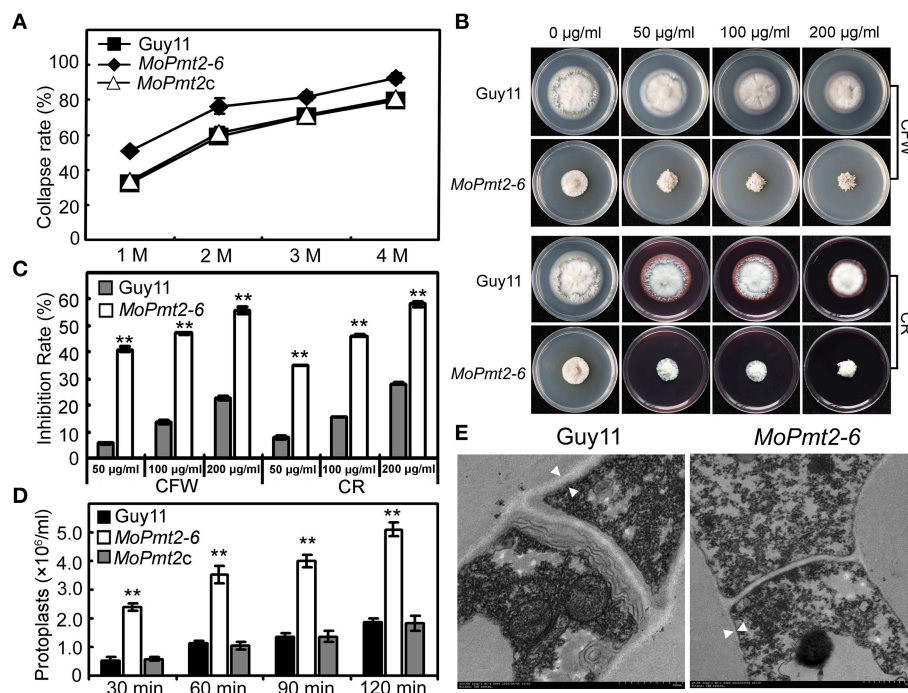 A
Guy11
MoPmt2-6
MoPmt2c
Collapse rate (%)
100
80
60
40
20
0
1 M 2 M 3 M 4 M
B
0 µg/ml 50 µg/ml 100 µg/ml 200 µg/ml
Guy11
MoPmt2-6
CFW
Guy11
MoPmt2-6
CR
C
Guy11
MoPmt2-6
Inhibition Rate (%)
60
50
40
30
20
10
0
** ** ** ** ** **
50 µg/ml 100 µg/ml 200 µg/ml 50 µg/ml 100 µg/ml 200 µg/ml
CFW CR
D
Guy11
MoPmt2-6
MoPmt2c
Protoplasts (×10⁶/ml)
5.0
4.0
3.0
2.0
1.0
.0
** ** ** **
30 min 60 min 90 min 120 min
E
Guy11 MoPmt2-6